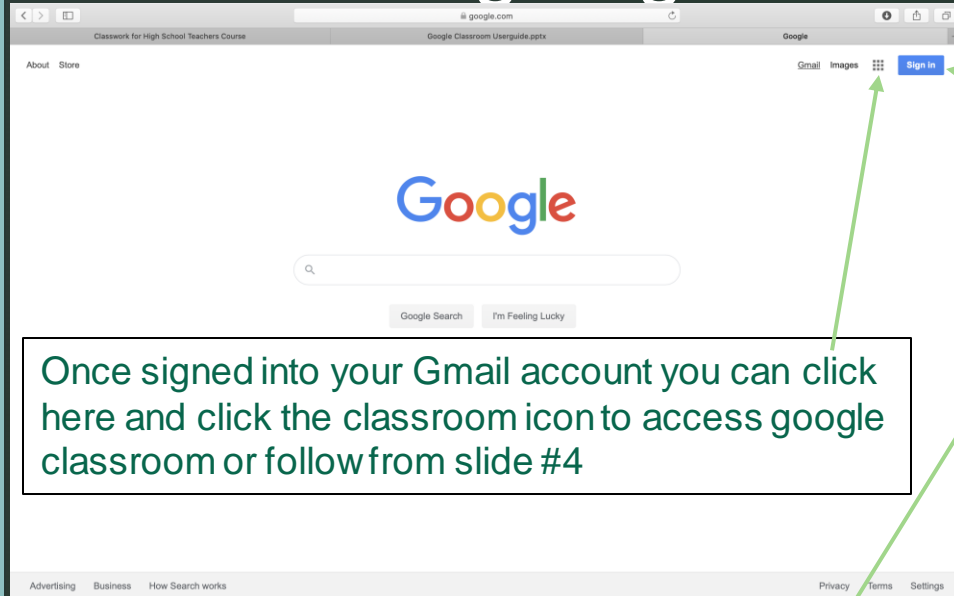 google.com
Classwork for High School Teachers Course Google Classroom Userguide.pptx Google
About Store Gmail Images Sign in
Google
Google Search I'm Feeling Lucky
Once signed into your Gmail account you can click
here and click the classroom icon to access google
classroom or follow from slide #4
Advertising Business How Search works Privacy Terms Settings